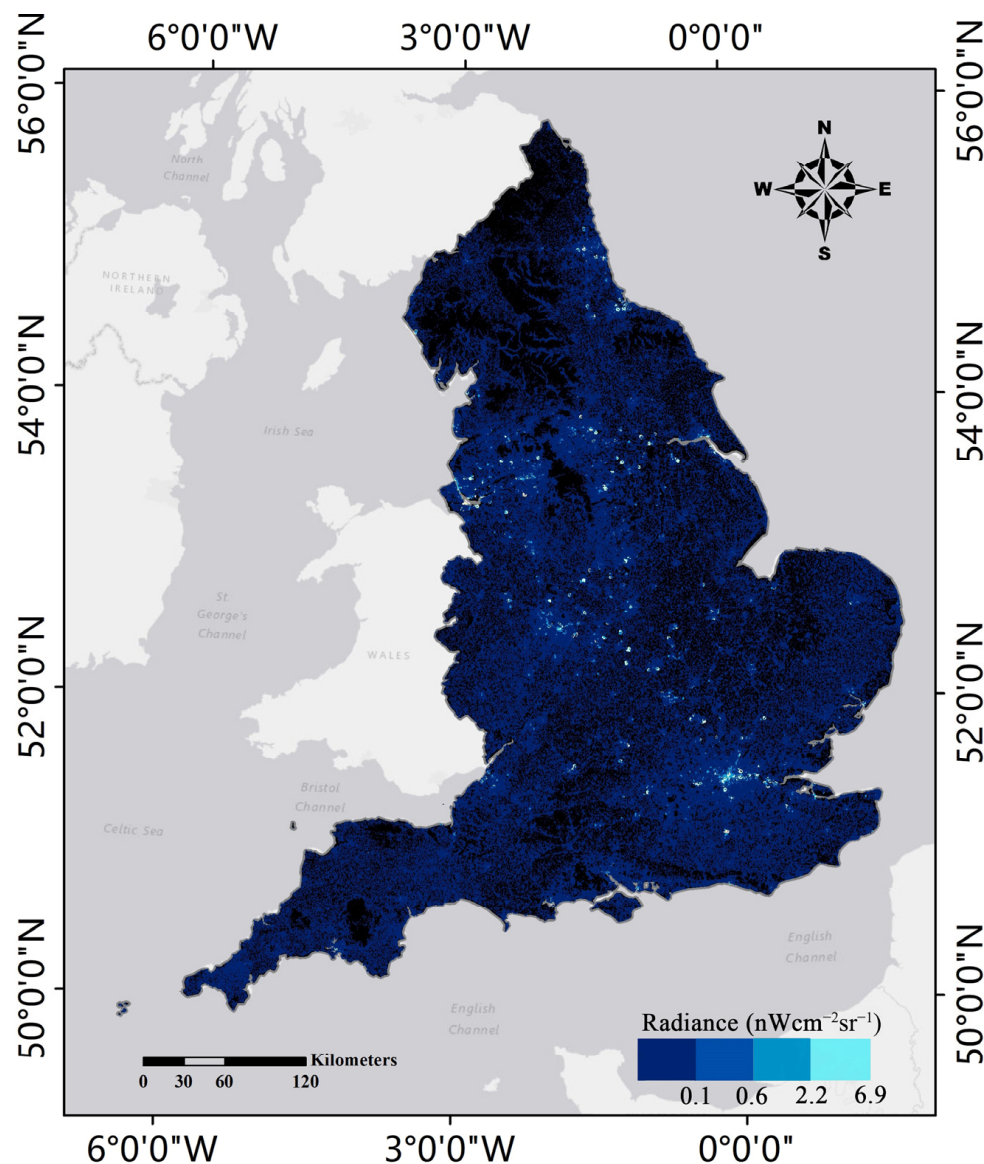 6°0'0"W 3°0'0"W 0°0'0"
56°0'0"N
56°0'0"N
N
W E
S
North
Channel
NORTHERN
IRELAND
54°0'0"N
54°0'0"N
Irish Sea
St
George's
Channel
WALES
52°0'0"N
52°0'0"N
Bristol
Channel
Celtic Sea
English
Channel
English
Channel
50°0'0"N
50°0'0"N
Radiance (nWcm⁻²sr⁻¹)
0.1 0.6 2.2 6.9
Kilometers
0 30 60 120
6°0'0"W 3°0'0"W 0°0'0"